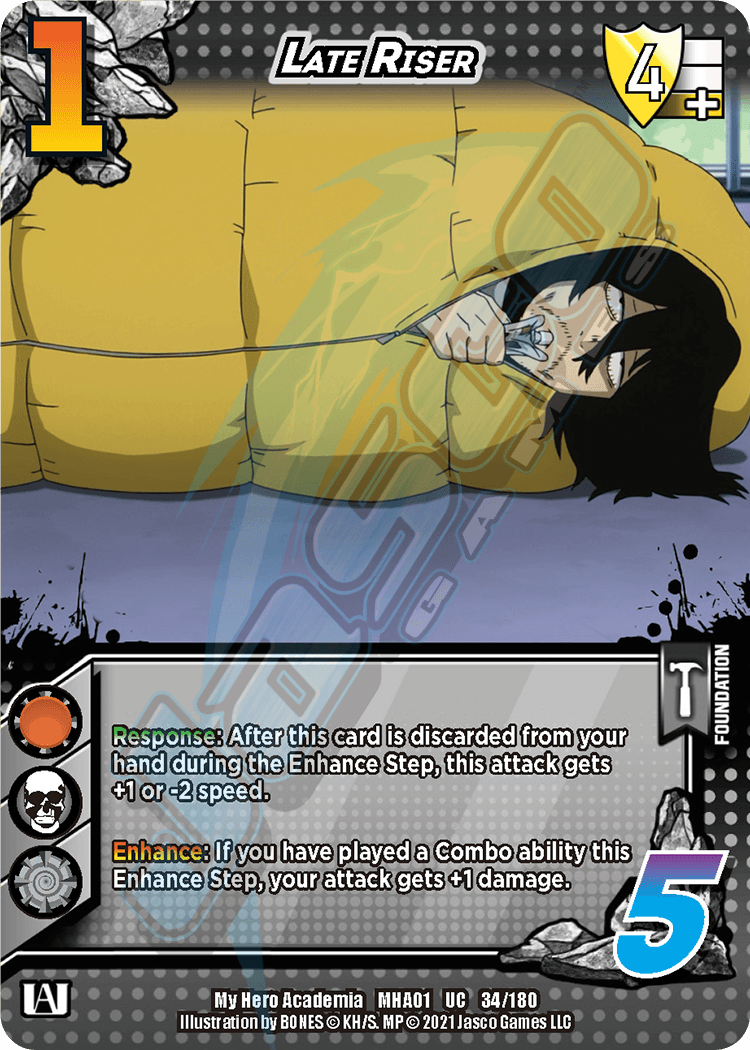 1
LATE RISER
4
+
FOUNDATION
Response: After this card is discarded from your
hand during the Enhance Step, this attack gets
+1 or -2 speed.
Enhance: If you have played a Combo ability this
Enhance Step, your attack gets +1 damage.
5
UA
My Hero Academia MHA01 UC 34/180
Illustration by BONES © KH/S. MP © 2021 Jasco Games LLC
JASCO
GAMES